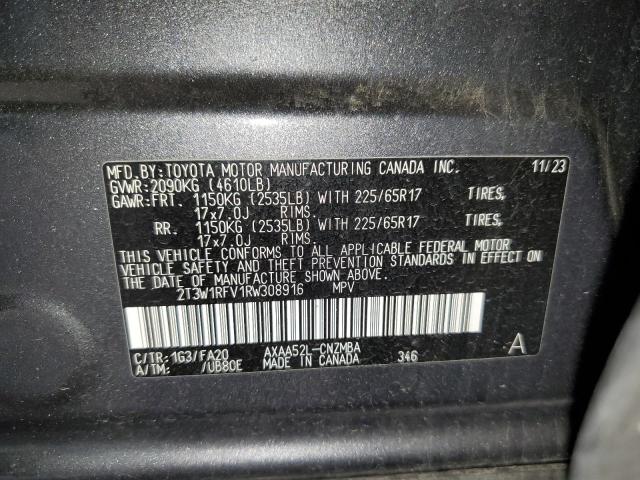 MFD.BY:TOYOTA MOTOR MANUFACTURING CANADA INC. 11/23
GVWR:2090KG (4610LB)
GAWR:FRT. 1150KG (2535LB) WITH 225/65R17 TIRES,
17x7.0J RIMS.
RR. 1150KG (2535LB) WITH 225/65R17 TIRES,
17x7.0J RIMS.
THIS VEHICLE CONFORMS TO ALL APPLICABLE FEDERAL MOTOR
VEHICLE SAFETY AND THEFT PREVENTION STANDARDS IN EFFECT ON
THE DATE OF MANUFACTURE SHOWN ABOVE.
2T3W1RFV1RW308916 MPV
C/TR:1G3/FA20 AXAA52L-CNZMBA A
A/TM: /UB80E MADE IN CANADA 346